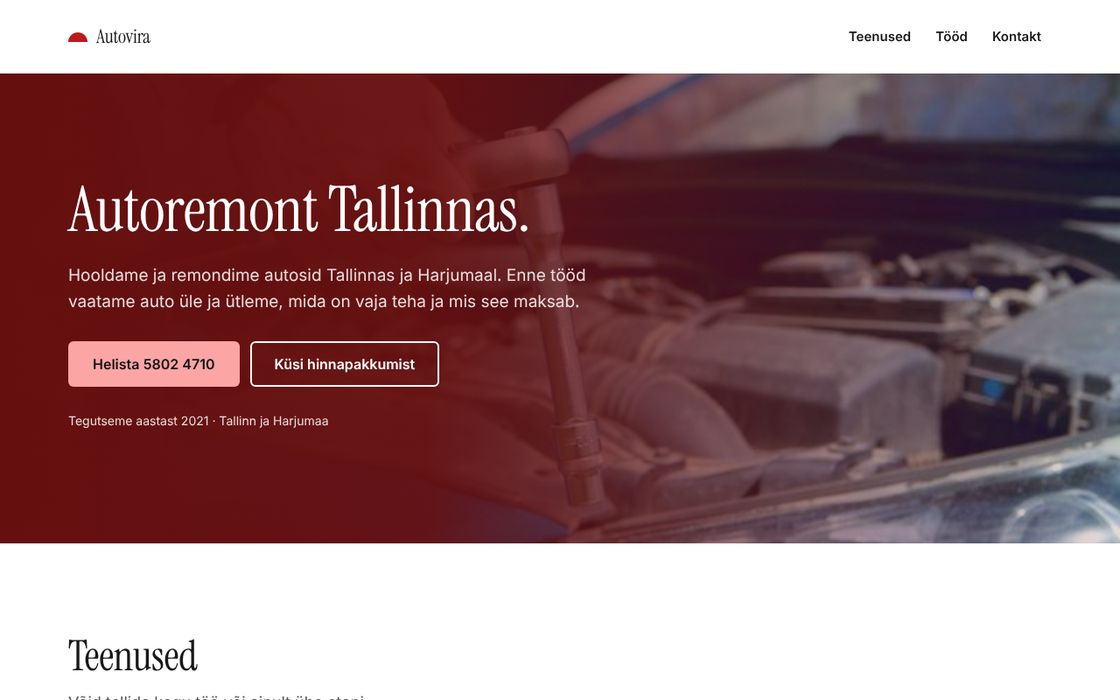 Autovira
Teenused
Tööd
Kontakt
Autoremont Tallinnas.
Hooldame ja remondime autosid Tallinnas ja Harjumaal. Enne tööd
vaatame auto üle ja ütleme, mida on vaja teha ja mis see maksab.
Helista 5802 4710
Küsi hinnapakkumist
Tegutseme aastast 2021 · Tallinn ja Harjumaa
Teenused